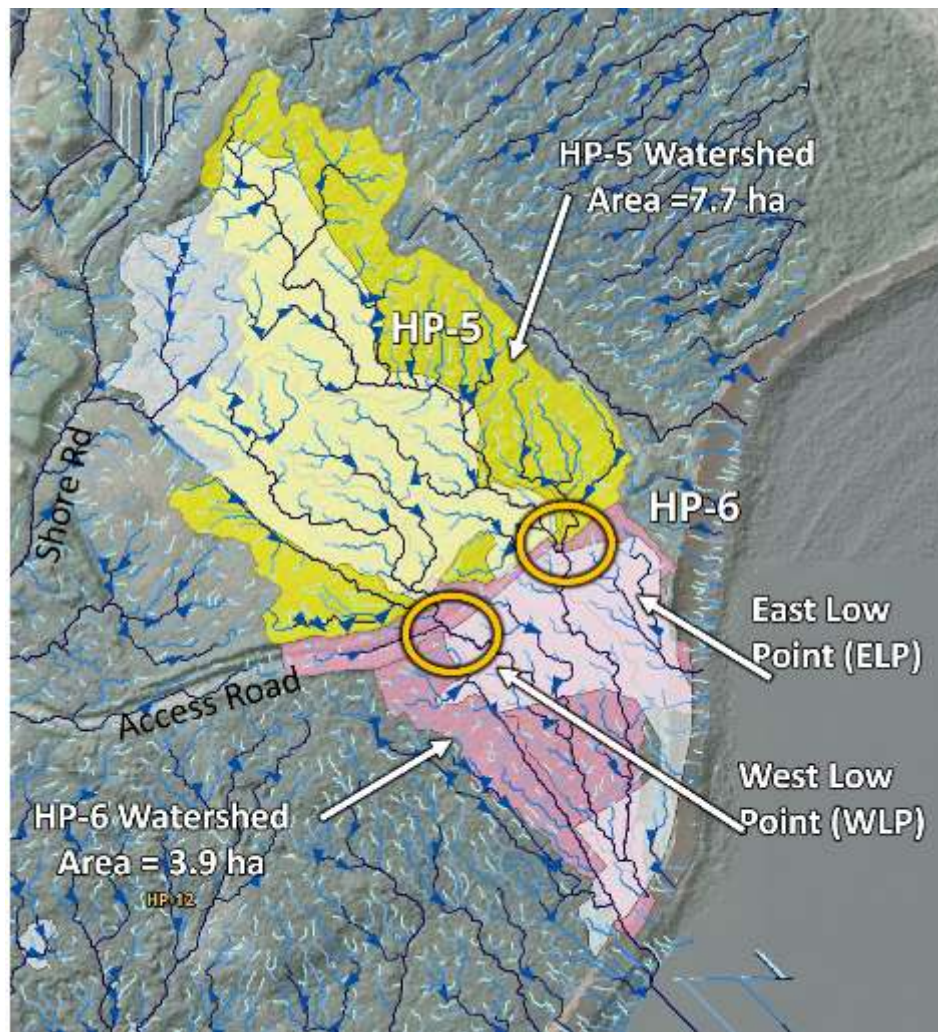 HP-5 Watershed
Area =7.7 ha
HP-5
HP-6
Shore Rd
East Low
Point (ELP)
Access Road
West Low
Point (WLP)
HP-6 Watershed
Area = 3.9 ha
HP-12